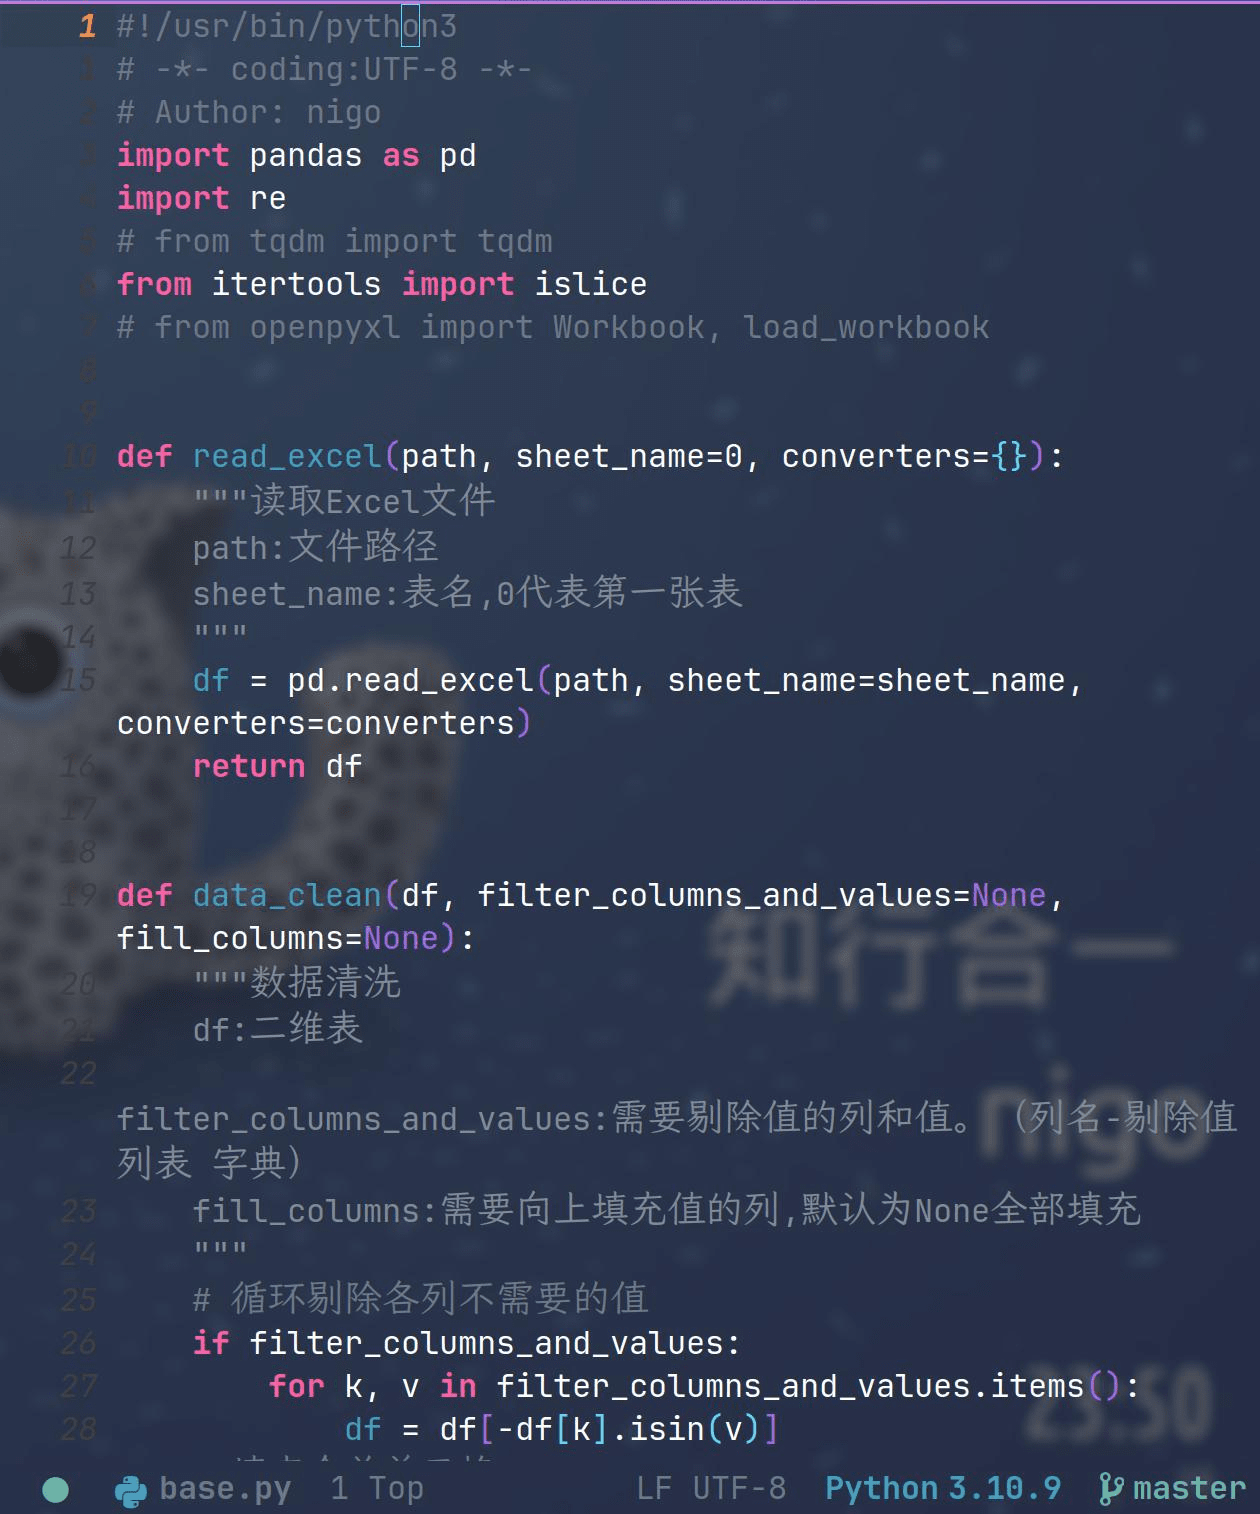 1 #!/usr/bin/python3
1 # -*- coding:UTF-8 -*-
2 # Author: nigo
3 import pandas as pd
4 import re
5 # from tqdm import tqdm
6 from itertools import islice
7 # from openpyxl import Workbook, load_workbook
8
9
10 def read_excel(path, sheet_name=0, converters={}):
11     """读取Excel文件
12     path:文件路径
13     sheet_name:表名,0代表第一张表
14     """
15     df = pd.read_excel(path, sheet_name=sheet_name,
converters=converters)
16     return df
17
18
19 def data_clean(df, filter_columns_and_values=None,
fill_columns=None):
20     """数据清洗
21     df:二维表
22
filter_columns_and_values:需要剔除值的列和值。（列名-剔除值
列表 字典）
23     fill_columns:需要向上填充值的列,默认为None全部填充
24     """
25     # 循环剔除各列不需要的值
26     if filter_columns_and_values:
27         for k, v in filter_columns_and_values.items():
28             df = df[-df[k].isin(v)]
知行合一
nigo
23:50
base.py 1 Top LF UTF-8 Python 3.10.9 master